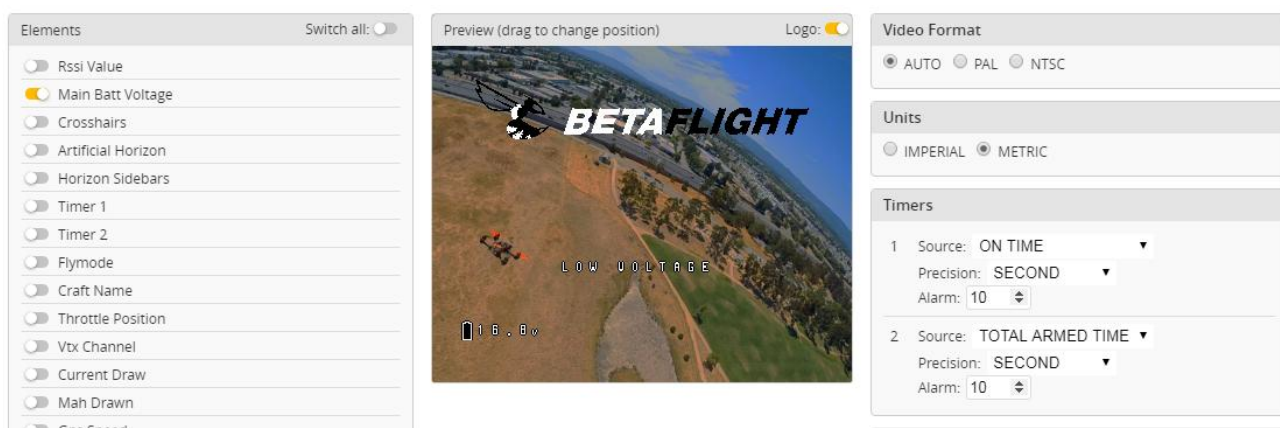 Elements Switch all:
Rssi Value
Main Batt Voltage
Crosshairs
Artificial Horizon
Horizon Sidebars
Timer 1
Timer 2
Flymode
Craft Name
Throttle Position
Vtx Channel
Current Draw
Mah Drawn
Preview (drag to change position) Logo:
BETAFLIGHT
LOW VOLTAGE
16.8v
Video Format
AUTO PAL NTSC
Units
IMPERIAL METRIC
Timers
1 Source: ON TIME
Precision: SECOND
Alarm: 10
2 Source: TOTAL ARMED TIME
Precision: SECOND
Alarm: 10